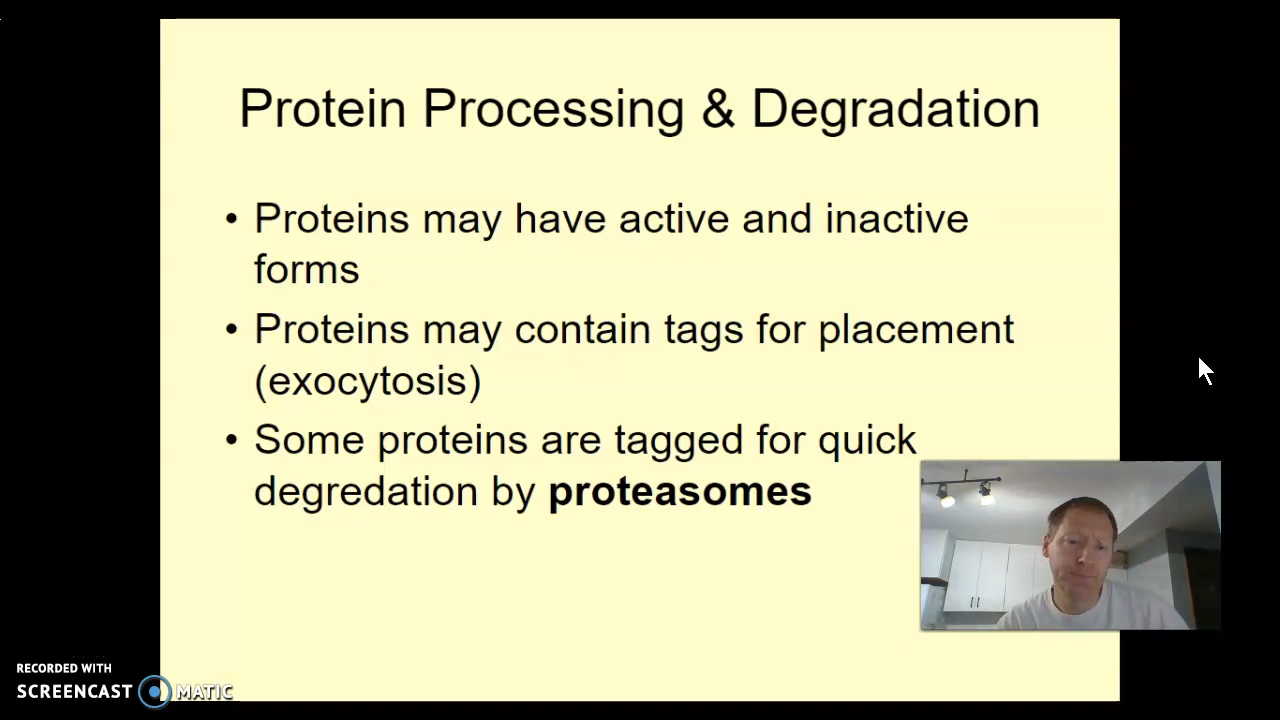 Protein Processing & Degradation
• Proteins may have active and inactive
forms
• Proteins may contain tags for placement
(exocytosis)
• Some proteins are tagged for quick
degredation by proteasomes
RECORDED WITH
SCREENCAST MATIC